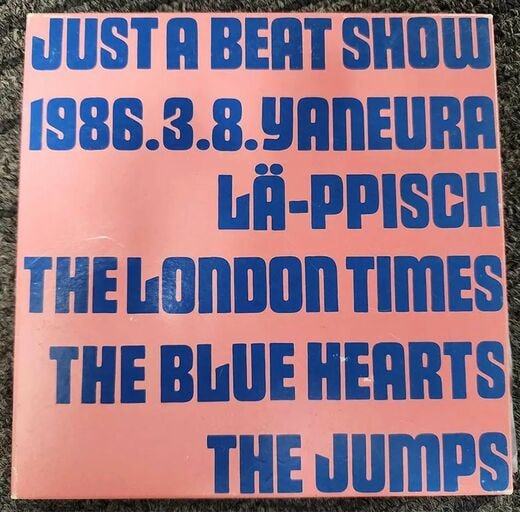 JUST A BEAT SHOW
1986.3.8.YANEURA
LÄ-PPISCH
THE LONDON TIMES
THE BLUE HEARTS
THE JUMPS